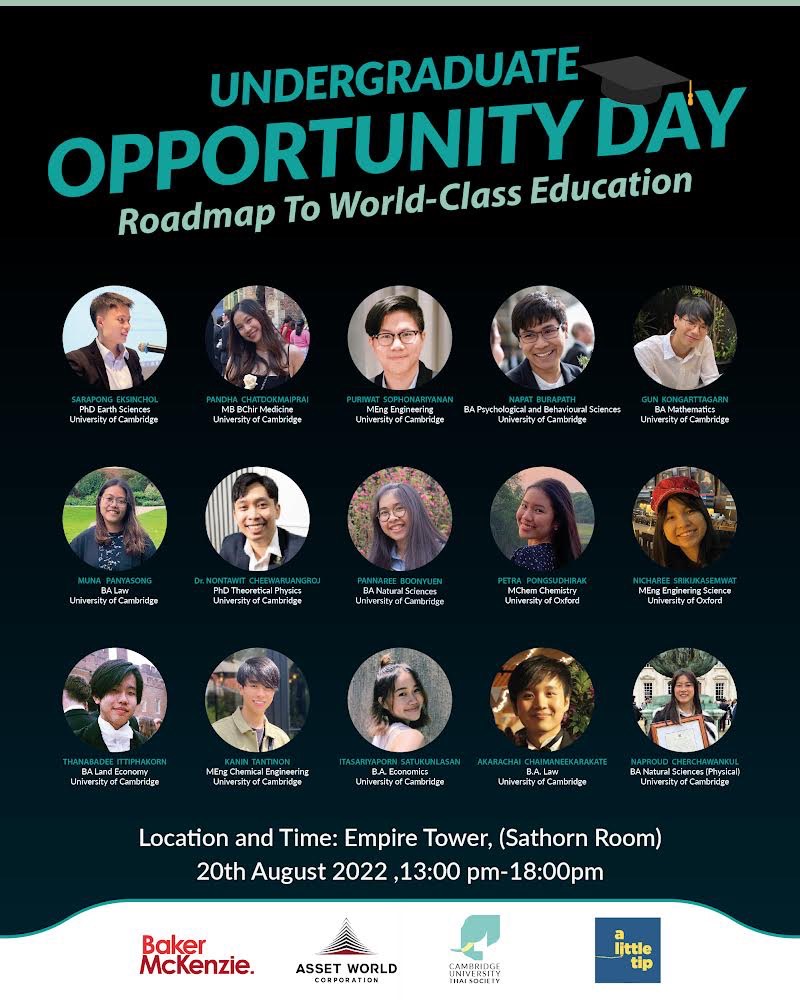 UNDERGRADUATE
OPPORTUNITY DAY
Roadmap To World-Class Education
SARAPONG EKSINCHOL
PhD Earth Sciences
University of Cambridge
PANDHA CHATDOKMAIPRAI
MB BChir Medicine
University of Cambridge
PURIWAT SOPHONARIYANAN
MEng Engineering
University of Cambridge
NAPAT BURAPATH
BA Psychological and Behavioural Sciences
University of Cambridge
GUN KONGARTTAGARN
BA Mathematics
University of Cambridge
MUNA PANYASONG
BA Law
University of Cambridge
Dr. NONTAWIT CHEEWARUANGROJ
PhD Theoretical Physics
University of Cambridge
PANNAREE BOONYUEN
BA Natural Sciences
University of Cambridge
PETRA PONGSUDHIRAK
MChem Chemistry
University of Oxford
NICHAREE SRIKIJKASEMWAT
MEng Enginering Science
University of Oxford
THANABADEE ITTIPHAKORN
BA Land Economy
University of Cambridge
KANIN TANTINON
MEng Chemical Engineering
University of Cambridge
ITASARIYAPORN SATUKUNLASAN
B.A. Economics
University of Cambridge
AKARACHAI CHAIMANEEKARAKATE
B.A. Law
University of Cambridge
NAPROUD CHERCHAWANKUL
BA Natural Sciences (Physical)
University of Cambridge
Location and Time: Empire Tower, (Sathorn Room)
20th August 2022 ,13:00 pm-18:00pm
Baker
McKenzie.
ASSET WORLD
CORPORATION
CAMBRIDGE
UNIVERSITY
THAI SOCIETY
a
little
tip